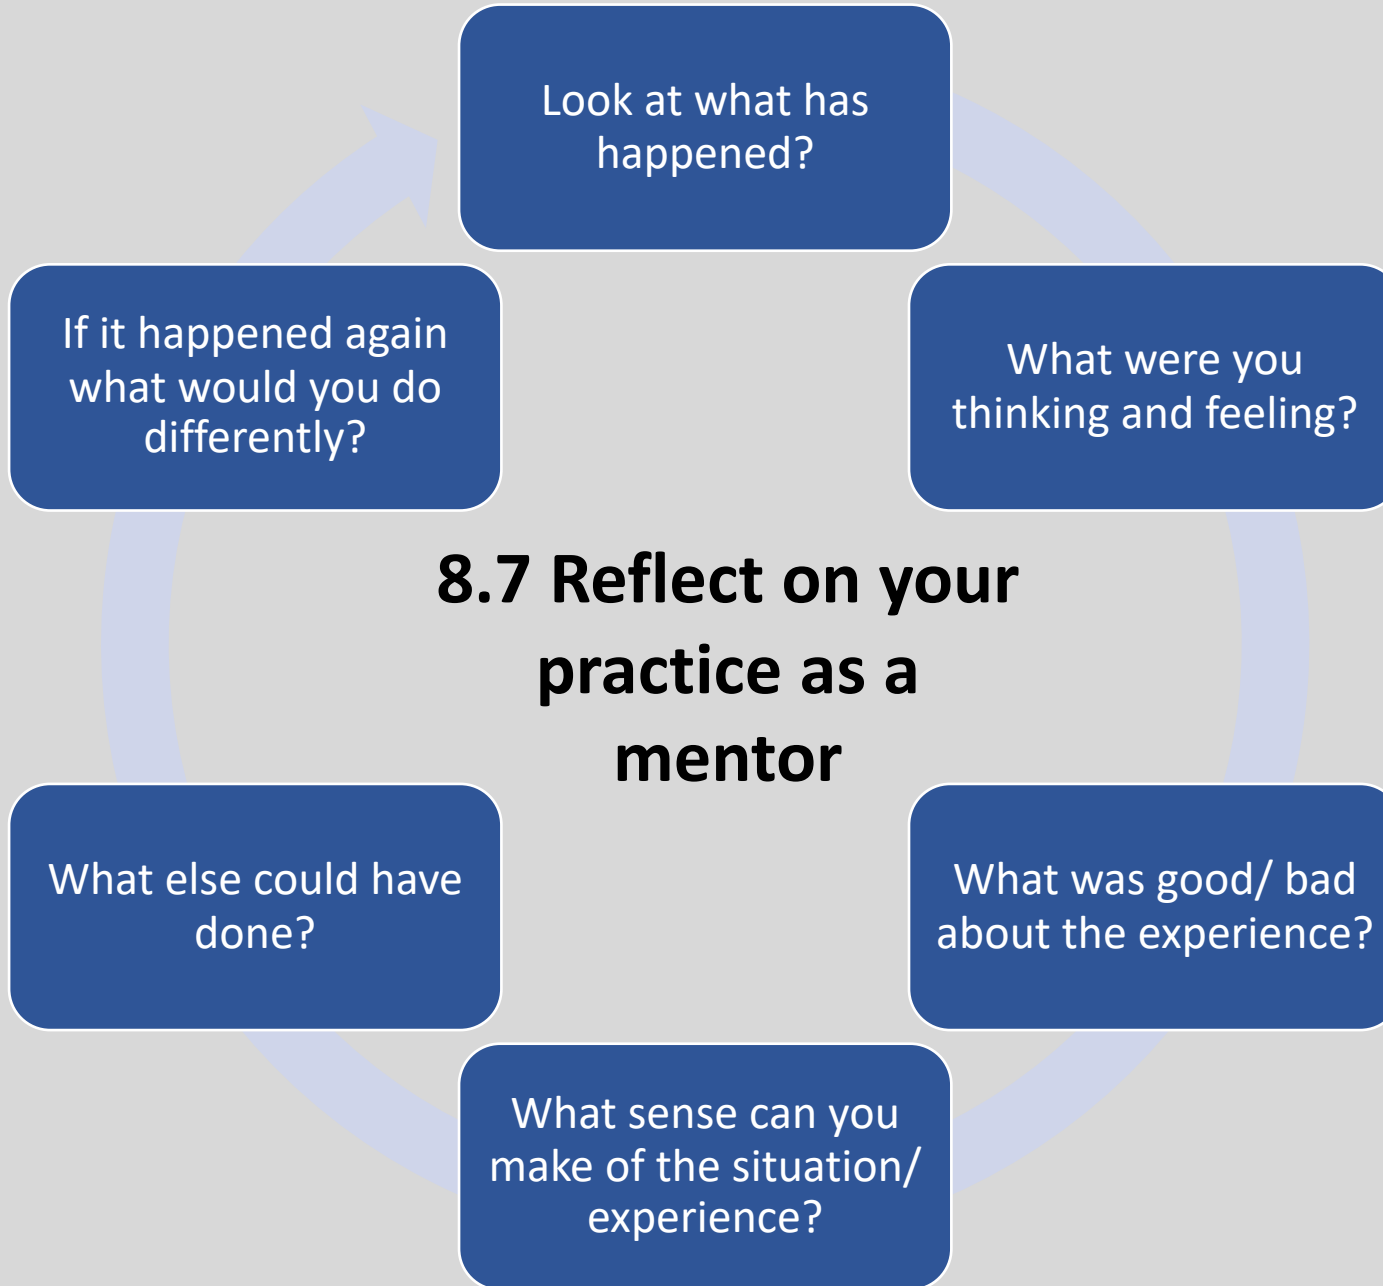 Look at what has
happened?
What were you
thinking and feeling?
What was good/ bad
about the experience?
What sense can you
make of the situation/
experience?
What else could have
done?
If it happened again
what would you do
differently?
8.7 Reflect on your
practice as a
mentor